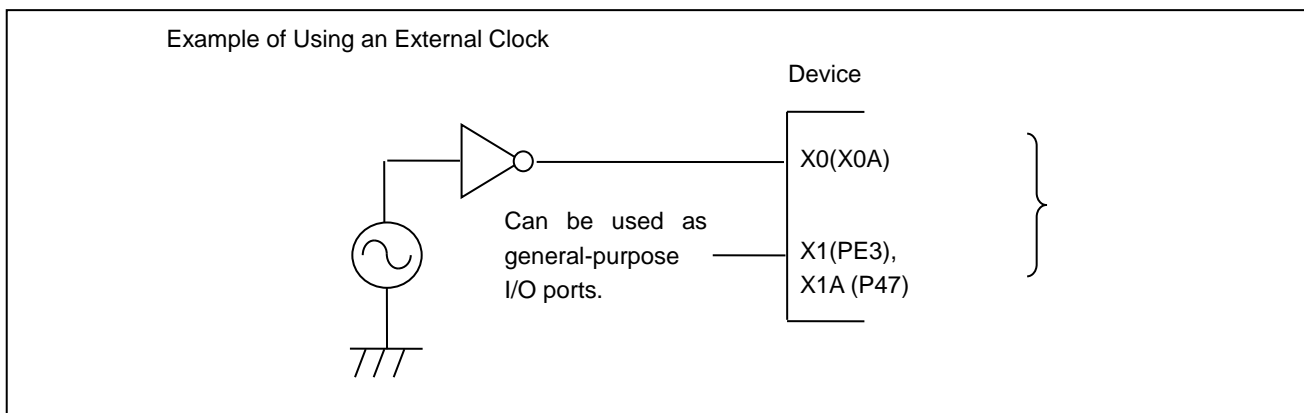 Example of Using an External Clock
Device
X0(X0A)
Can be used as
general-purpose
I/O ports.
X1(PE3),
X1A (P47)